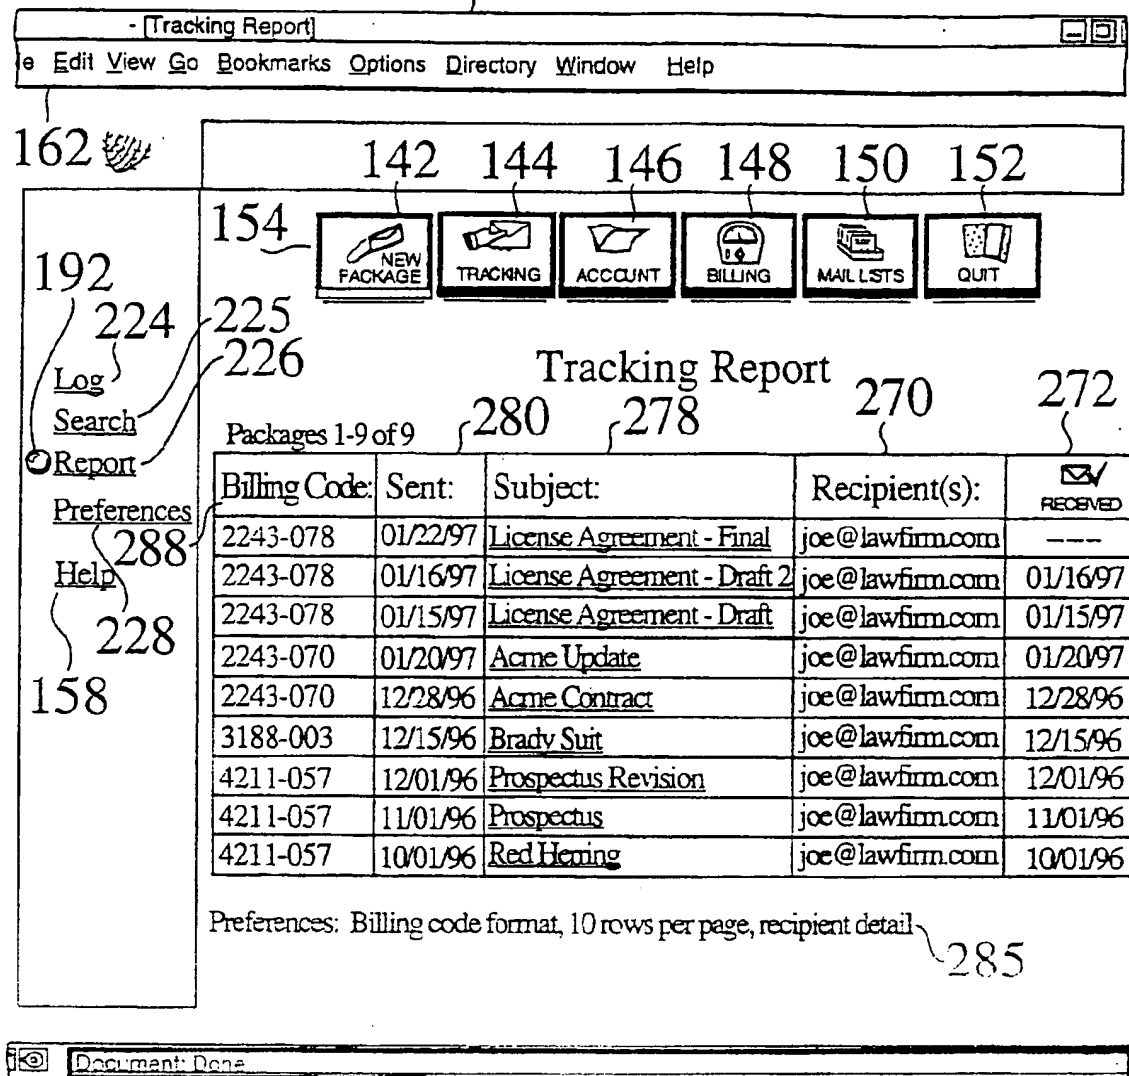 - [Tracking Report]
e Edit View Go Bookmarks Options Directory Window Help
162
142 144 146 148 150 152
154
NEW PACKAGE
TRACKING
ACCOUNT
BILLING
MAIL LISTS
QUIT
192
224
225
226
Log
Search
Report
Preferences
288
Help
228
158
Tracking Report
280 278 270 272
Packages 1-9 of 9
Billing Code: Sent: Subject: Recipient(s): RECEIVED
2243-078 01/22/97 License Agreement - Final joe@lawfirm.com ---
2243-078 01/16/97 License Agreement - Draft 2 joe@lawfirm.com 01/16/97
2243-078 01/15/97 License Agreement - Draft joe@lawfirm.com 01/15/97
2243-070 01/20/97 Acme Update joe@lawfirm.com 01/20/97
2243-070 12/28/96 Acme Contract joe@lawfirm.com 12/28/96
3188-003 12/15/96 Brady Suit joe@lawfirm.com 12/15/96
4211-057 12/01/96 Prospectus Revision joe@lawfirm.com 12/01/96
4211-057 11/01/96 Prospectus joe@lawfirm.com 11/01/96
4211-057 10/01/96 Red Herring joe@lawfirm.com 10/01/96
Preferences: Billing code format, 10 rows per page, recipient detail
285
Document: Done